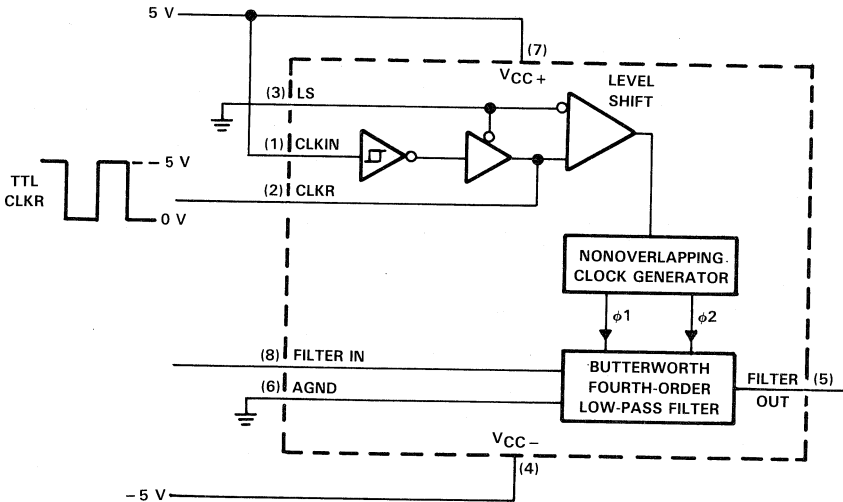 5 V
(7)
VCC+
LEVEL
SHIFT
(3) LS
(1) CLKIN
5 V
TTL
CLKR
(2) CLKR
0 V
NONOVERLAPPING
CLOCK GENERATOR
ϕ1
ϕ2
(8) FILTER IN
(6) AGND
BUTTERWORTH
FOURTH-ORDER
LOW-PASS FILTER
FILTER (5)
OUT
VCC−
(4)
−5 V